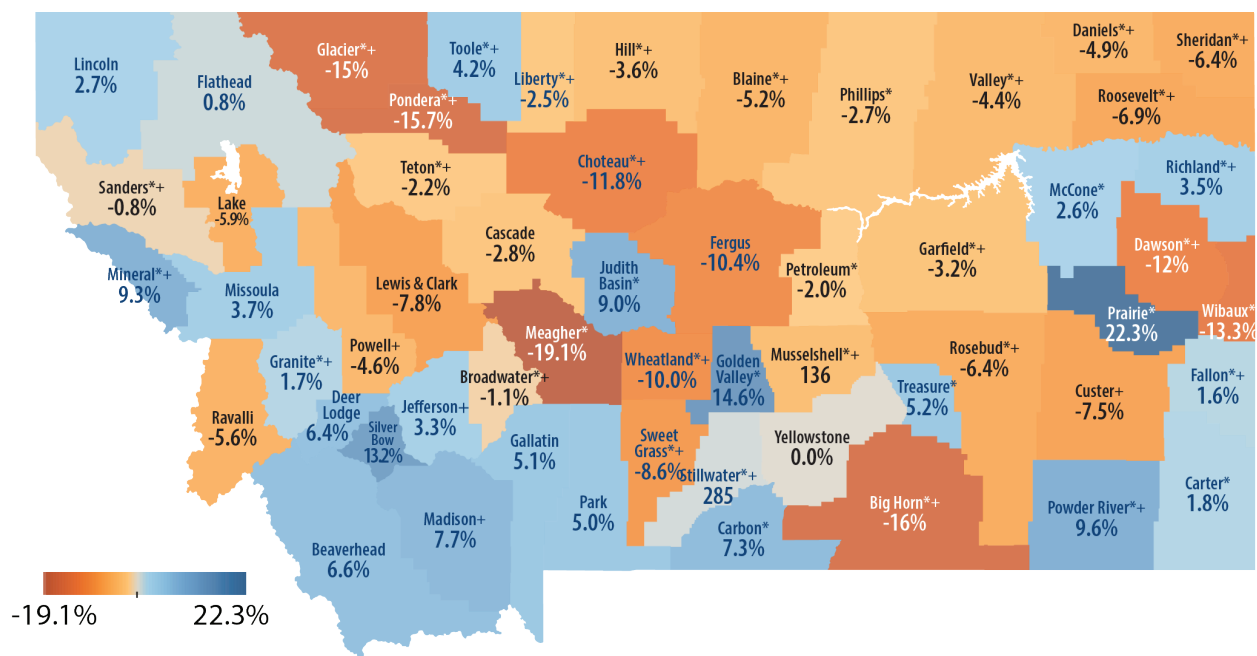 Lincoln
2.7%
Flathead
0.8%
Glacier*+
-15%
Pondera*+
-15.7%
Toole*+
4.2%
Liberty*+
-2.5%
Hill*+
-3.6%
Blaine*+
-5.2%
Phillips*
-2.7%
Valley*+
-4.4%
Daniels*+
-4.9%
Sheridan*+
-6.4%
Roosevelt*+
-6.9%
Sanders*+
-0.8%
Lake
-5.9%
Teton*+
-2.2%
Choteau*+
-11.8%
McCone*
2.6%
Richland*+
3.5%
Mineral*+
9.3%
Missoula
3.7%
Lewis & Clark
-7.8%
Cascade
-2.8%
Judith
Basin*
9.0%
Fergus
-10.4%
Petroleum*
-2.0%
Garfield*+
-3.2%
Dawson*+
-12%
Prairie*
22.3%
Wibaux*
-13.3%
Granite*+
1.7%
Powell+
-4.6%
Meagher*
-19.1%
Broadwater*+
-1.1%
Wheatland*+
-10.0%
Golden
Valley*
14.6%
Musselshell*+
136
Rosebud*+
-6.4%
Treasure*
5.2%
Custer+
-7.5%
Fallon*+
1.6%
Ravalli
-5.6%
Deer
Lodge
6.4%
Silver
Bow
13.2%
Jefferson+
3.3%
Gallatin
5.1%
Sweet
Grass*+
-8.6%
Stillwater*+
285
Yellowstone
0.0%
Park
5.0%
Carbon*
7.3%
Big Horn*+
-16%
Powder River*+
9.6%
Carter*
1.8%
Madison+
7.7%
Beaverhead
6.6%
-19.1%
22.3%